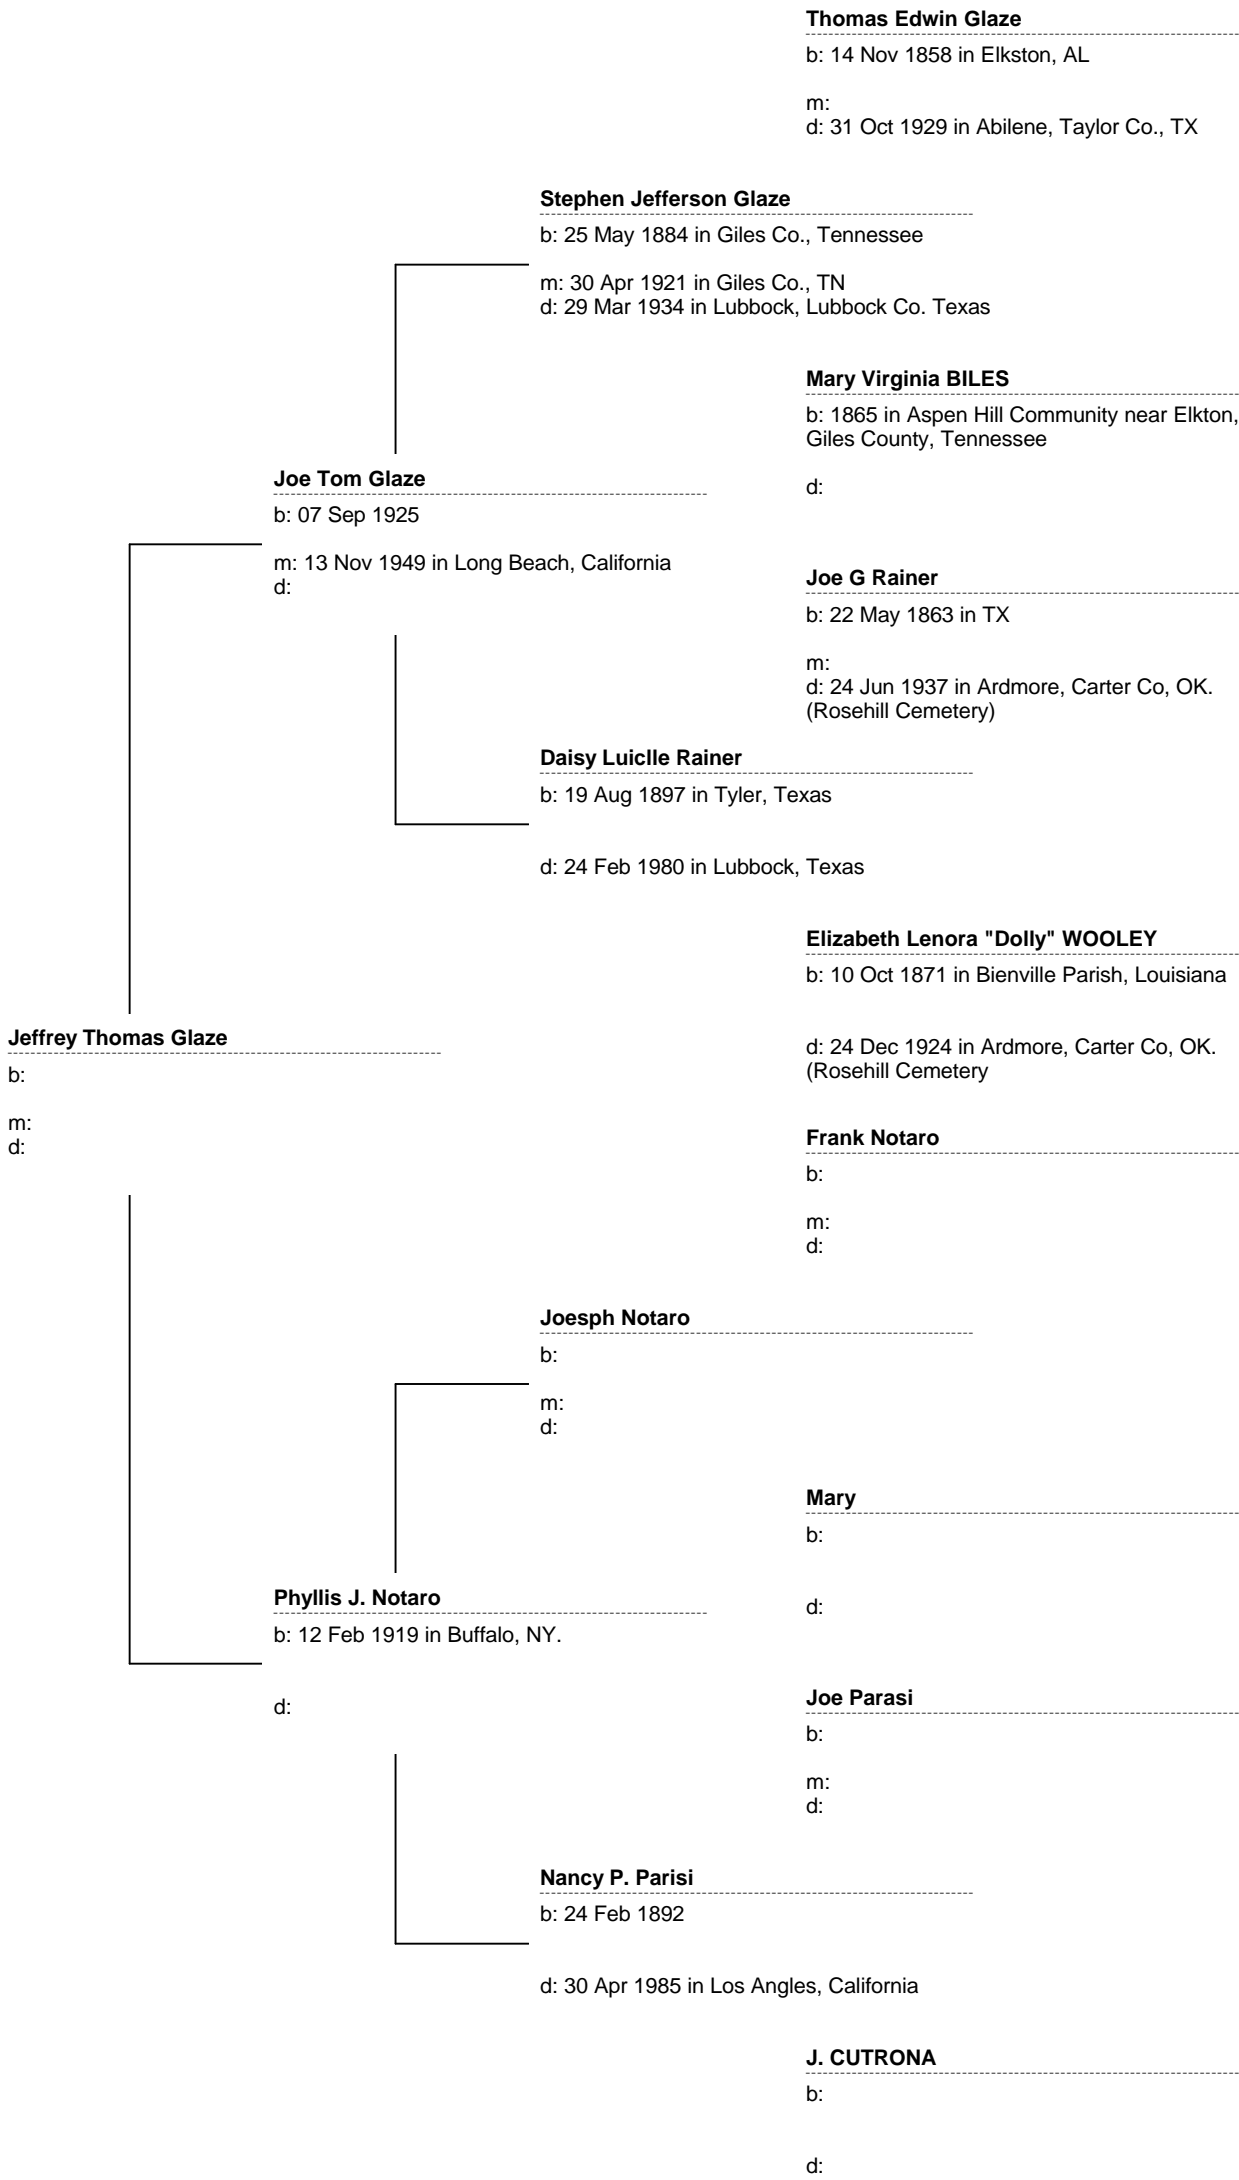 Thomas Edwin Glaze
b: 14 Nov 1858 in Elkston, AL
m:
d: 31 Oct 1929 in Abilene, Taylor Co., TX
Stephen Jefferson Glaze
b: 25 May 1884 in Giles Co., Tennessee
m: 30 Apr 1921 in Giles Co., TN
d: 29 Mar 1934 in Lubbock, Lubbock Co. Texas
Mary Virginia BILES
b: 1865 in Aspen Hill Community near Elkton,
Giles County, Tennessee
d:
Joe Tom Glaze
b: 07 Sep 1925
m: 13 Nov 1949 in Long Beach, California
d:
Joe G Rainer
b: 22 May 1863 in TX
m:
d: 24 Jun 1937 in Ardmore, Carter Co, OK.
(Rosehill Cemetery)
Daisy Luiclle Rainer
b: 19 Aug 1897 in Tyler, Texas
d: 24 Feb 1980 in Lubbock, Texas
Elizabeth Lenora "Dolly" WOOLEY
b: 10 Oct 1871 in Bienville Parish, Louisiana
d: 24 Dec 1924 in Ardmore, Carter Co, OK.
(Rosehill Cemetery
Jeffrey Thomas Glaze
b:
m:
d:
Frank Notaro
b:
m:
d:
Joesph Notaro
b:
m:
d:
Mary
b:
d:
Phyllis J. Notaro
b: 12 Feb 1919 in Buffalo, NY.
d:
Joe Parasi
b:
m:
d:
Nancy P. Parisi
b: 24 Feb 1892
d: 30 Apr 1985 in Los Angles, California
J. CUTRONA
b:
d: